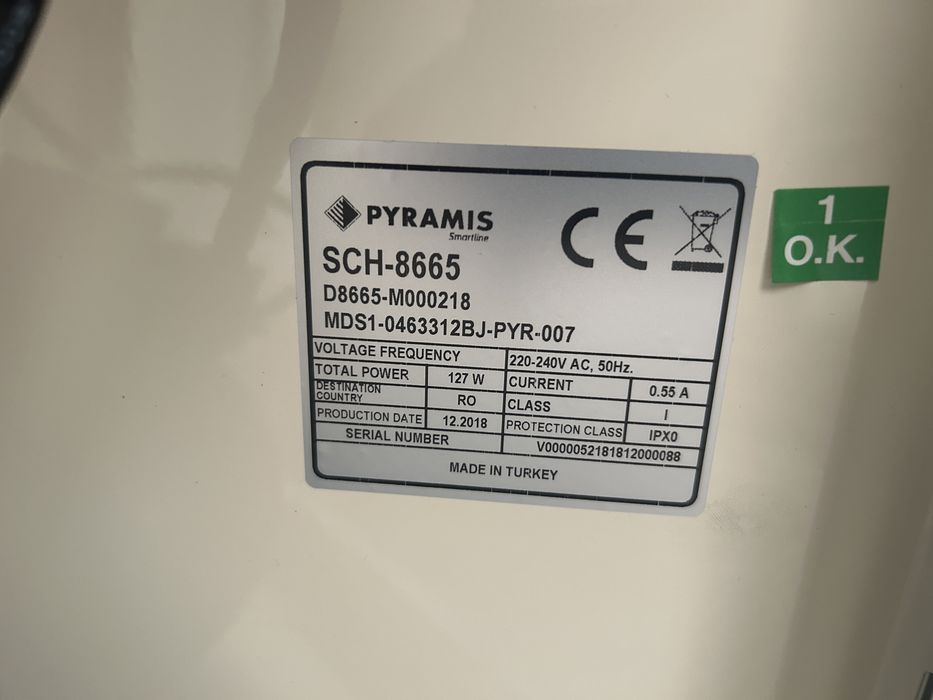 PYRAMIS
Smartline
CE
SCH-8665
D8665-M000218
MDS1-0463312BJ-PYR-007
VOLTAGE FREQUENCY 220-240V AC, 50Hz.
TOTAL POWER 127 W CURRENT 0.55 A
DESTINATION COUNTRY RO CLASS I
PRODUCTION DATE 12.2018 PROTECTION CLASS IPX0
SERIAL NUMBER V0000052181812000088
MADE IN TURKEY
1
O.K.